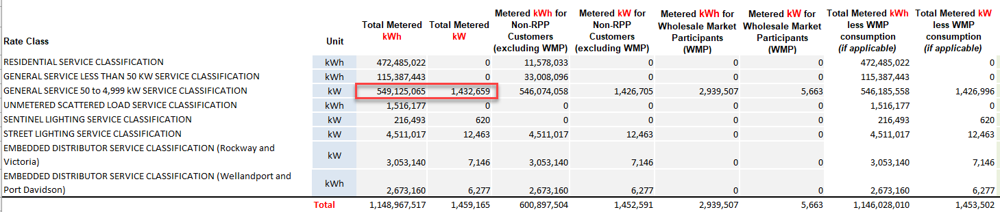 Rate Class Unit Total Metered kWh Total Metered kW Metered kWh for Non-RPP Customers (excluding WMP) Metered kW for Non-RPP Customers (excluding WMP) Metered kWh for Wholesale Market Participants (WMP) Metered kW for Wholesale Market Participants (WMP) Total Metered kWh less WMP consumption (if applicable) Total Metered kW less WMP consumption (if applicable)
RESIDENTIAL SERVICE CLASSIFICATION kWh 472,485,022 0 11,578,033 0 0 0 472,485,022 0
GENERAL SERVICE LESS THAN 50 KW SERVICE CLASSIFICATION kWh 115,387,443 0 33,008,096 0 0 0 115,387,443 0
GENERAL SERVICE 50 to 4,999 kW SERVICE CLASSIFICATION kW 549,125,065 1,432,659 546,074,058 1,426,705 2,939,507 5,663 546,185,558 1,426,996
UNMETERED SCATTERED LOAD SERVICE CLASSIFICATION kWh 1,516,177 0 0 0 0 0 1,516,177 0
SENTINEL LIGHTING SERVICE CLASSIFICATION kW 216,493 620 0 0 0 0 216,493 620
STREET LIGHTING SERVICE CLASSIFICATION kW 4,511,017 12,463 4,511,017 12,463 0 0 4,511,017 12,463
EMBEDDED DISTRIBUTOR SERVICE CLASSIFICATION (Rockway and
Victoria) kW 3,053,140 7,146 3,053,140 7,146 0 0 3,053,140 7,146
EMBEDDED DISTRIBUTOR SERVICE CLASSIFICATION (Wellandport and
Port Davidson) kWh 2,673,160 6,277 2,673,160 6,277 0 0 2,673,160 6,277
Total 1,148,967,517 1,459,165 600,897,504 1,452,591 2,939,507 5,663 1,146,028,010 1,453,502